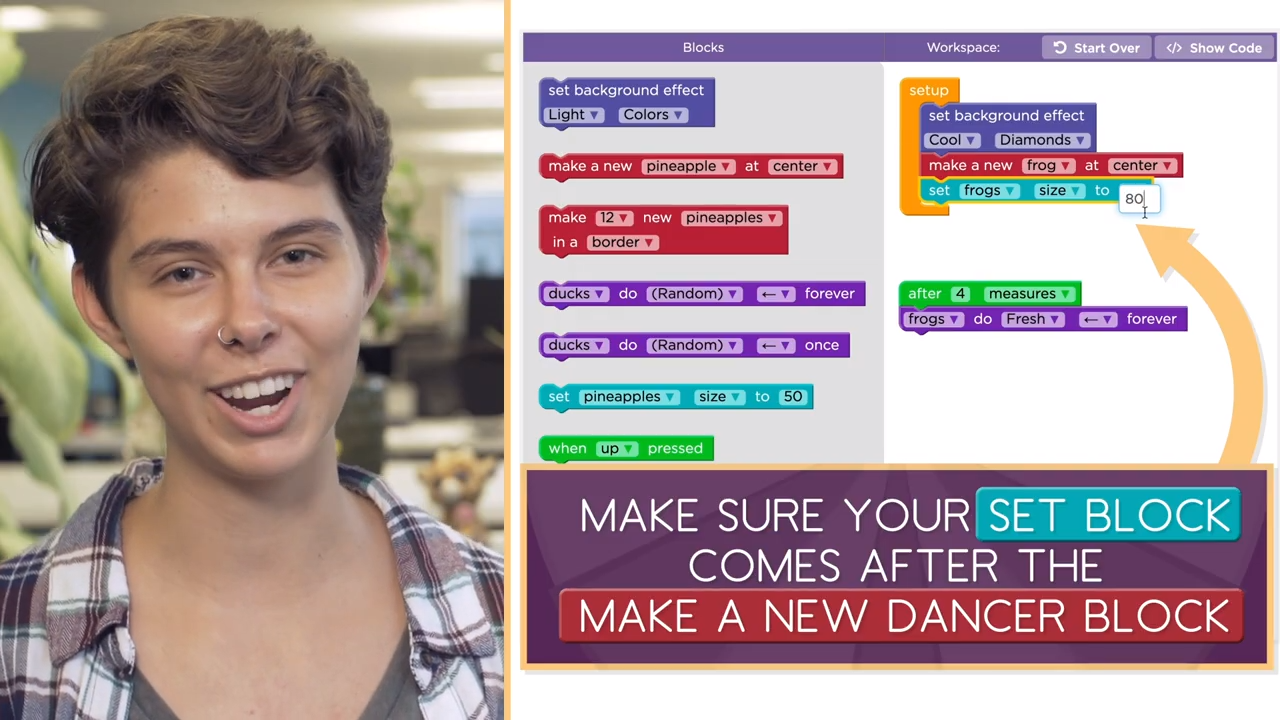 Blocks
Workspace:
Start Over
</> Show Code
set background effect
Light ▼ Colors ▼
make a new pineapple ▼ at center ▼
make 12 ▼ new pineapples ▼
in a border ▼
ducks ▼ do (Random) ▼ ←▼ forever
ducks ▼ do (Random) ▼ ←▼ once
set pineapples ▼ size ▼ to 50
when up ▼ pressed
setup
set background effect
Cool ▼ Diamonds ▼
make a new frog ▼ at center ▼
set frogs ▼ size ▼ to 80
after 4 measures ▼
frogs ▼ do Fresh ▼ ←▼ forever
MAKE SURE YOUR SET BLOCK
COMES AFTER THE
MAKE A NEW DANCER BLOCK